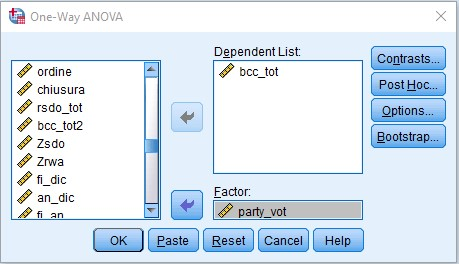 One-Way ANOVA
ordine
chiusura
rsdo_tot
bcc_tot2
Zsdo
Zrwa
fi_dic
an_dic
fi_an
Dependent List:
bcc_tot
Factor:
party_vot
Contrasts...
Post Hoc...
Options...
Bootstrap...
OK
Paste
Reset
Cancel
Help